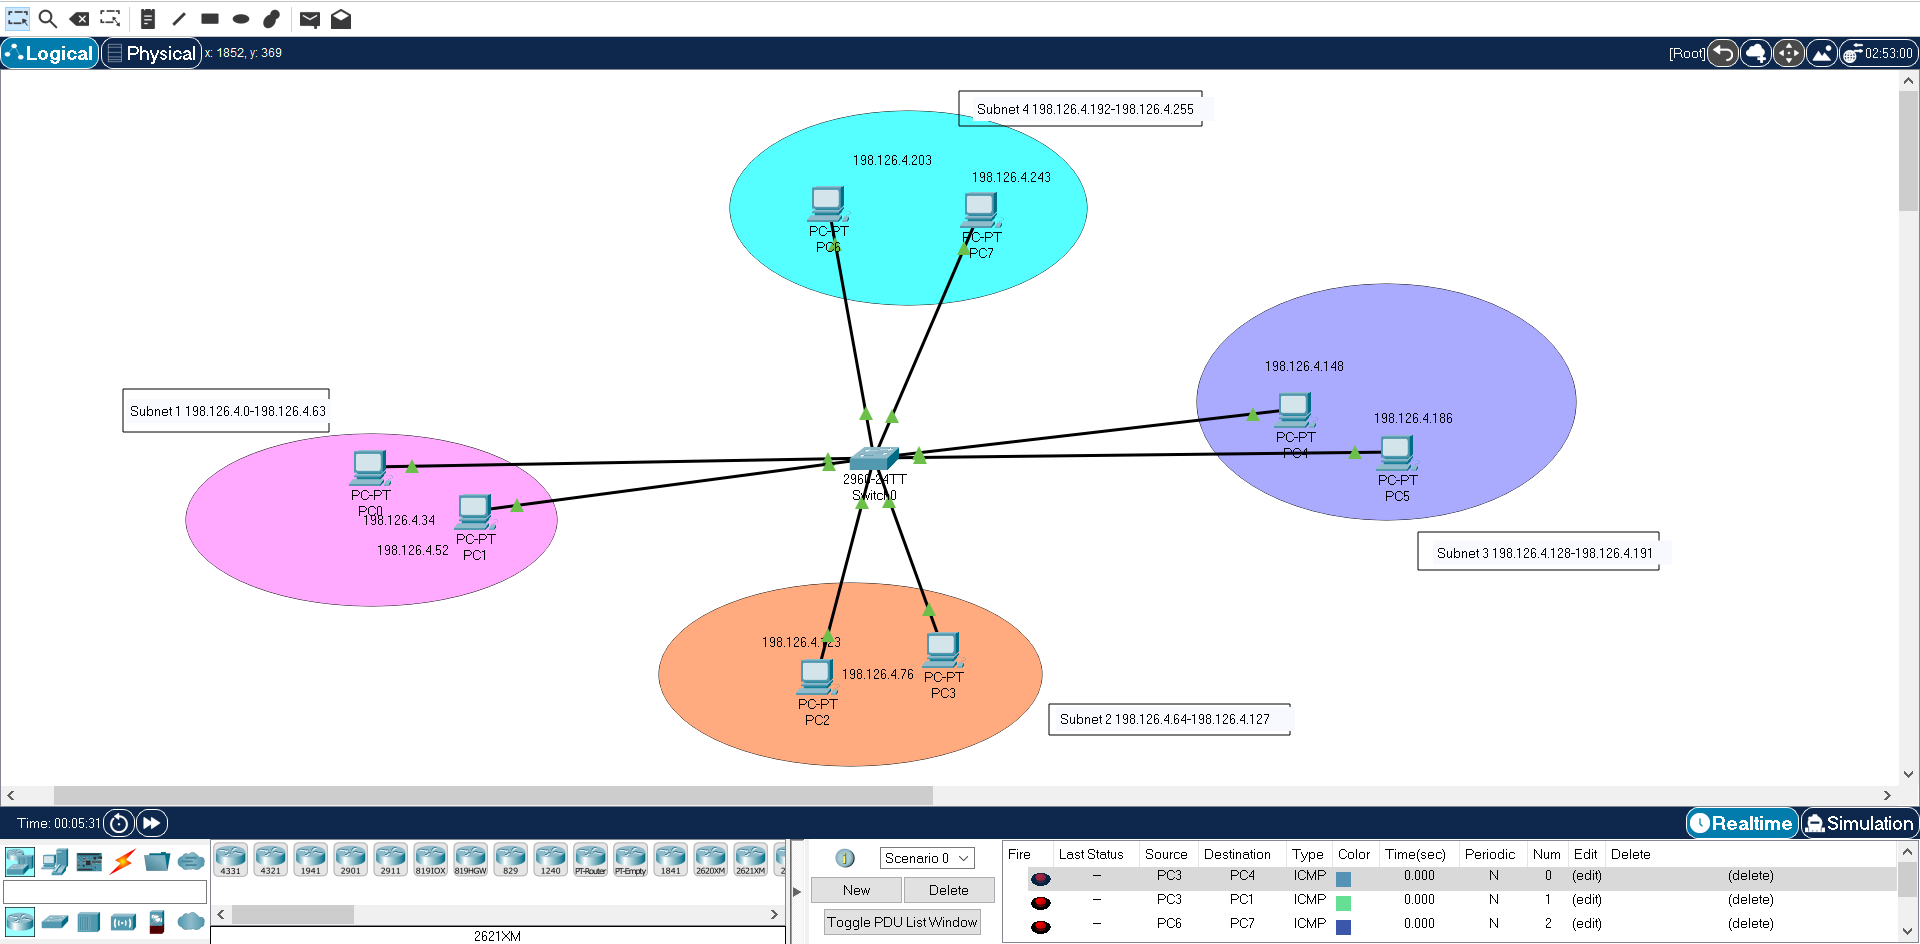 Logical
Physical
x: 1852, y: 369
[Root]
02:53:00
Subnet 4 198.126.4.192-198.126.4.255
198.126.4.203
198.126.4.243
PC-PT
PC6
PC-PT
PC7
198.126.4.148
198.126.4.186
PC-PT
PC4
PC-PT
PC5
Subnet 1 198.126.4.0-198.126.4.63
PC-PT
PC0
198.126.4.34
198.126.4.52
PC-PT
PC1
2960-24TT
Switch0
Subnet 3 198.126.4.128-198.126.4.191
198.126.4.123
198.126.4.76
PC-PT
PC2
PC-PT
PC3
Subnet 2 198.126.4.64-198.126.4.127
Time: 00:05:31
Realtime
Simulation
4331
4321
1941
2901
2911
819IOX
819HGW
829
1240
PT-Router
PT-Empty
1841
2620XM
2621XM
2
2621XM
Scenario 0
New
Delete
Toggle PDU List Window
Fire Last Status Source Destination Type Color Time(sec) Periodic Num Edit Delete
-- PC3 PC4 ICMP 0.000 N 0 (edit) (delete)
-- PC3 PC1 ICMP 0.000 N 1 (edit) (delete)
-- PC6 PC7 ICMP 0.000 N 2 (edit) (delete)